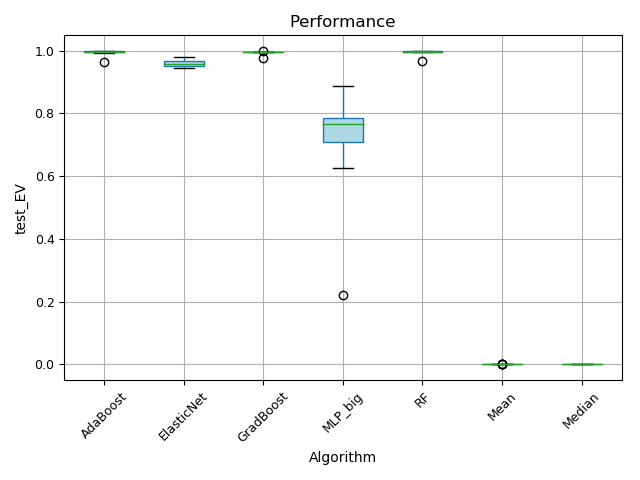 Performance
test_EV
1.0
0.8
0.6
0.4
0.2
0.0
AdaBoost
ElasticNet
GradBoost
MLP_big
RF
Mean
Median
Algorithm